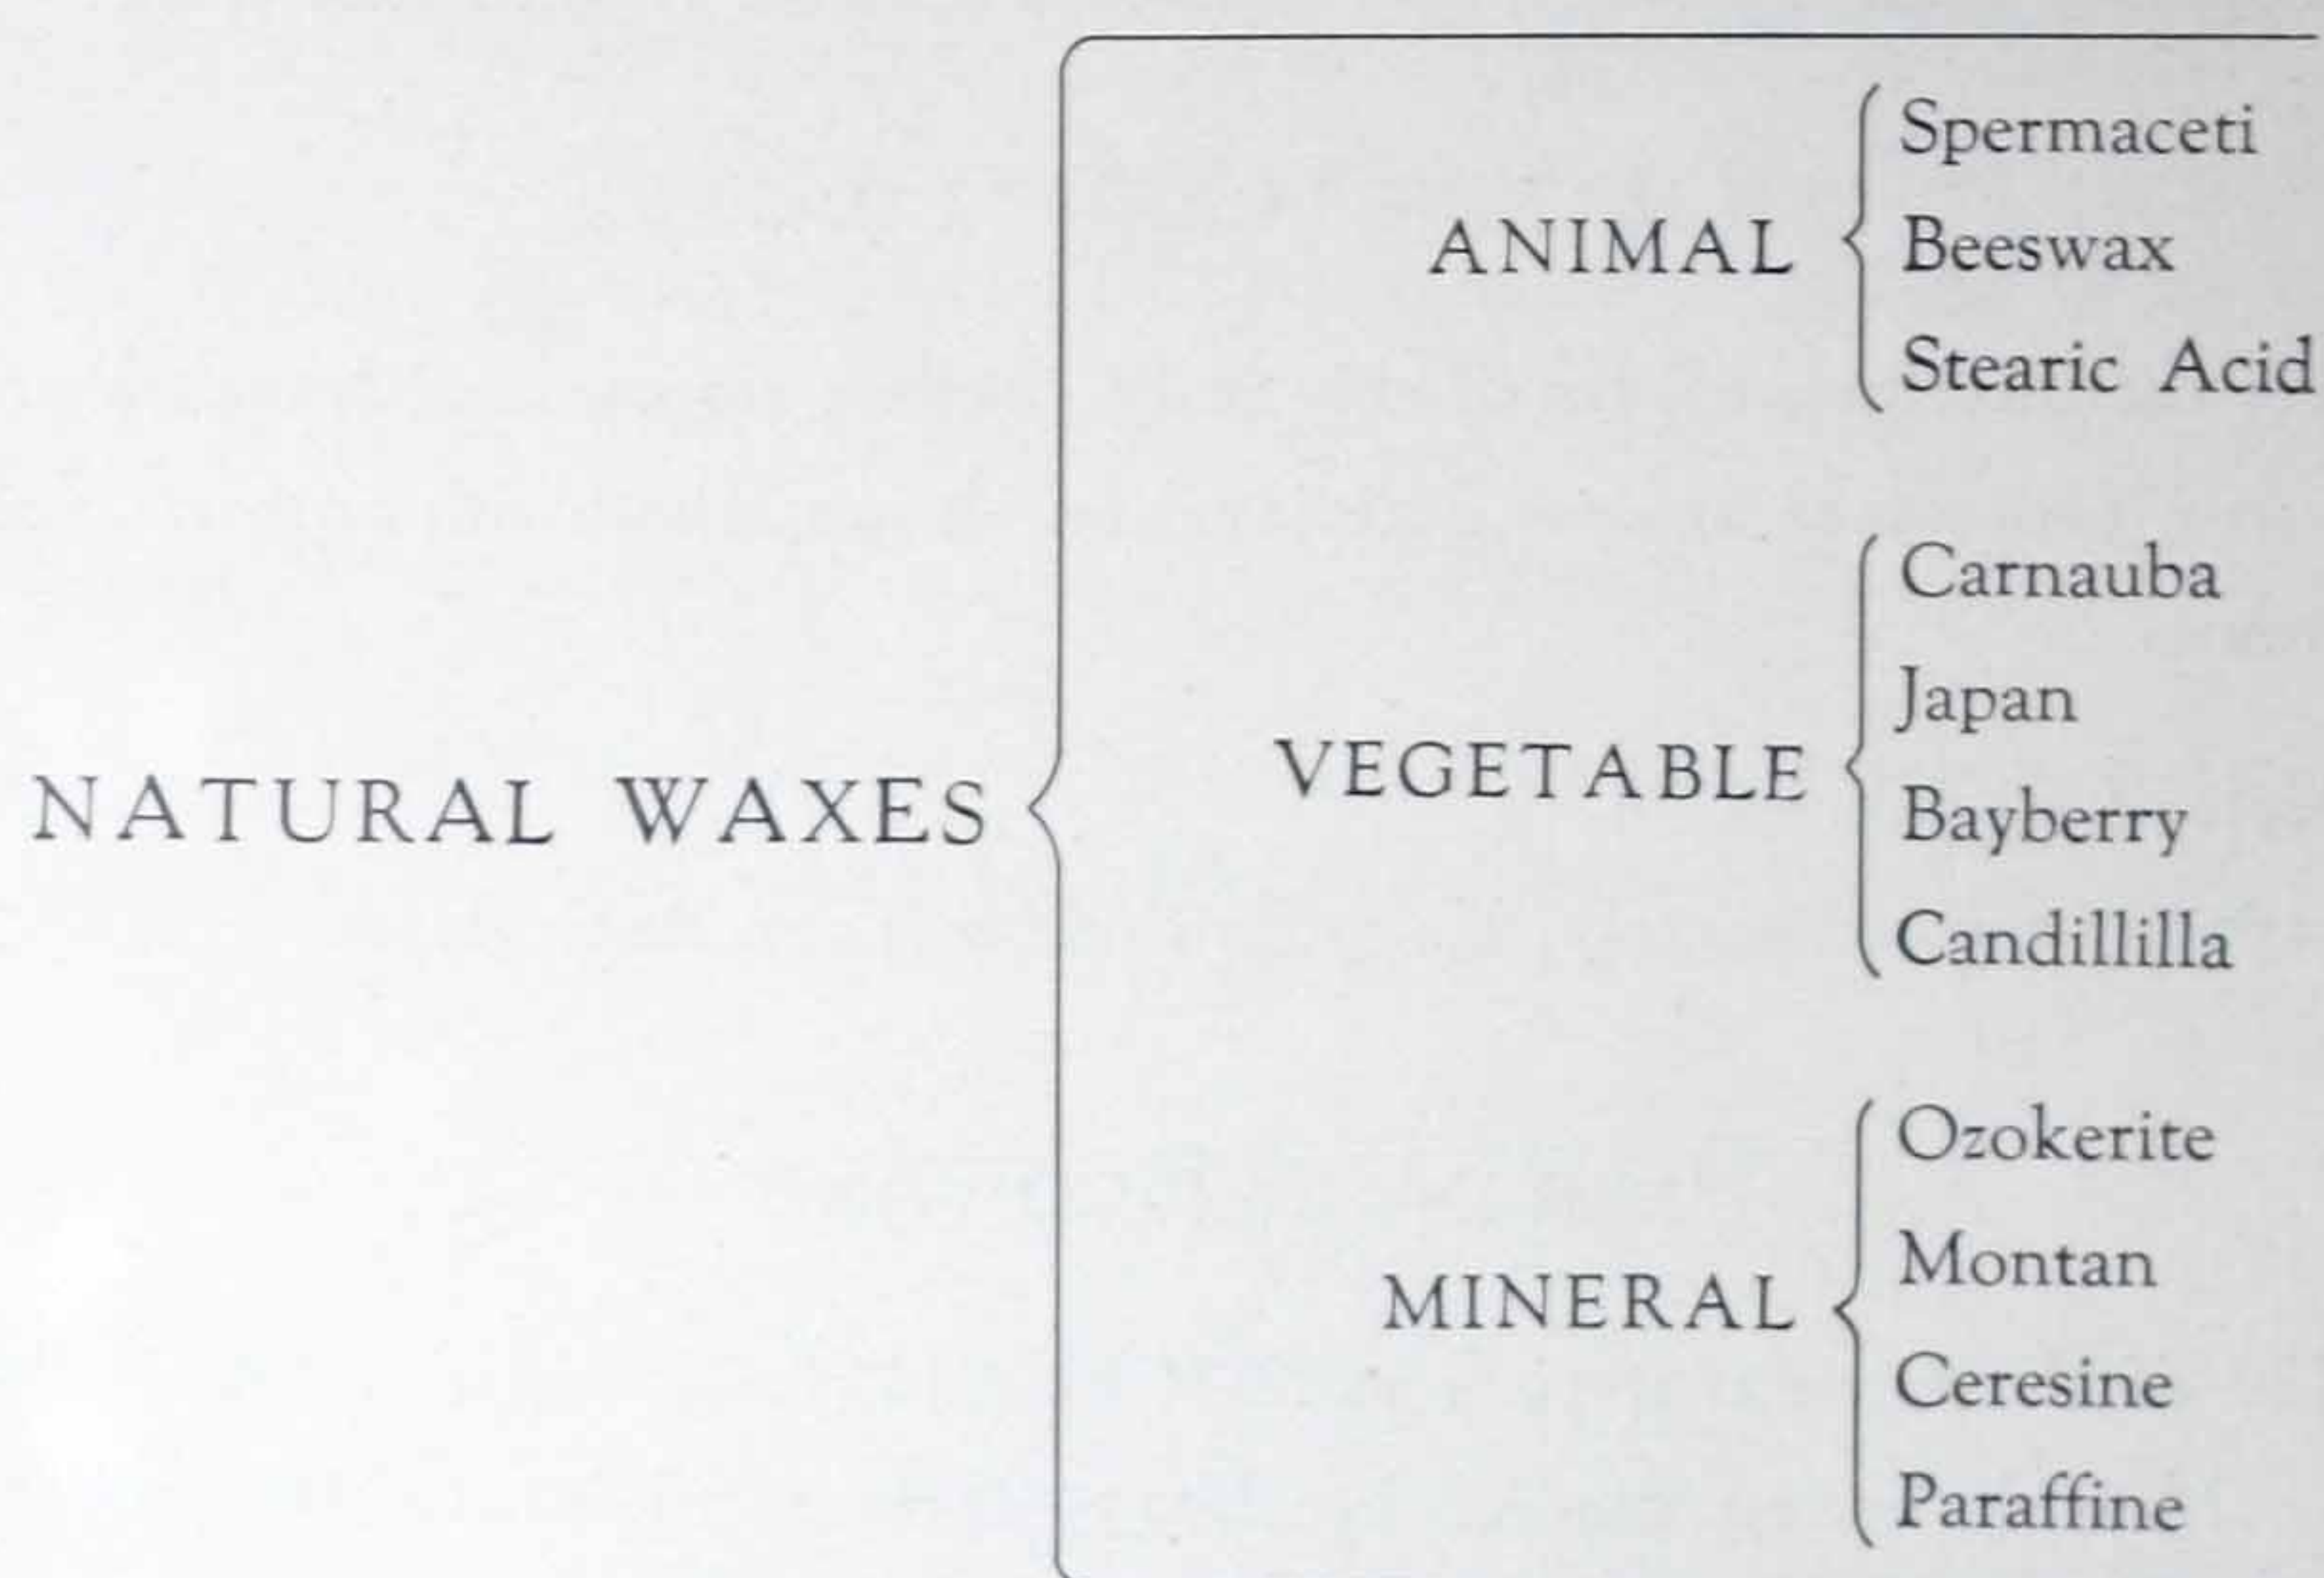 NATURAL WAXES
ANIMAL
Spermaceti
Beeswax
Stearic Acid
VEGETABLE
Carnauba
Japan
Bayberry
Candillilla
MINERAL
Ozokerite
Montan
Ceresine
Paraffine